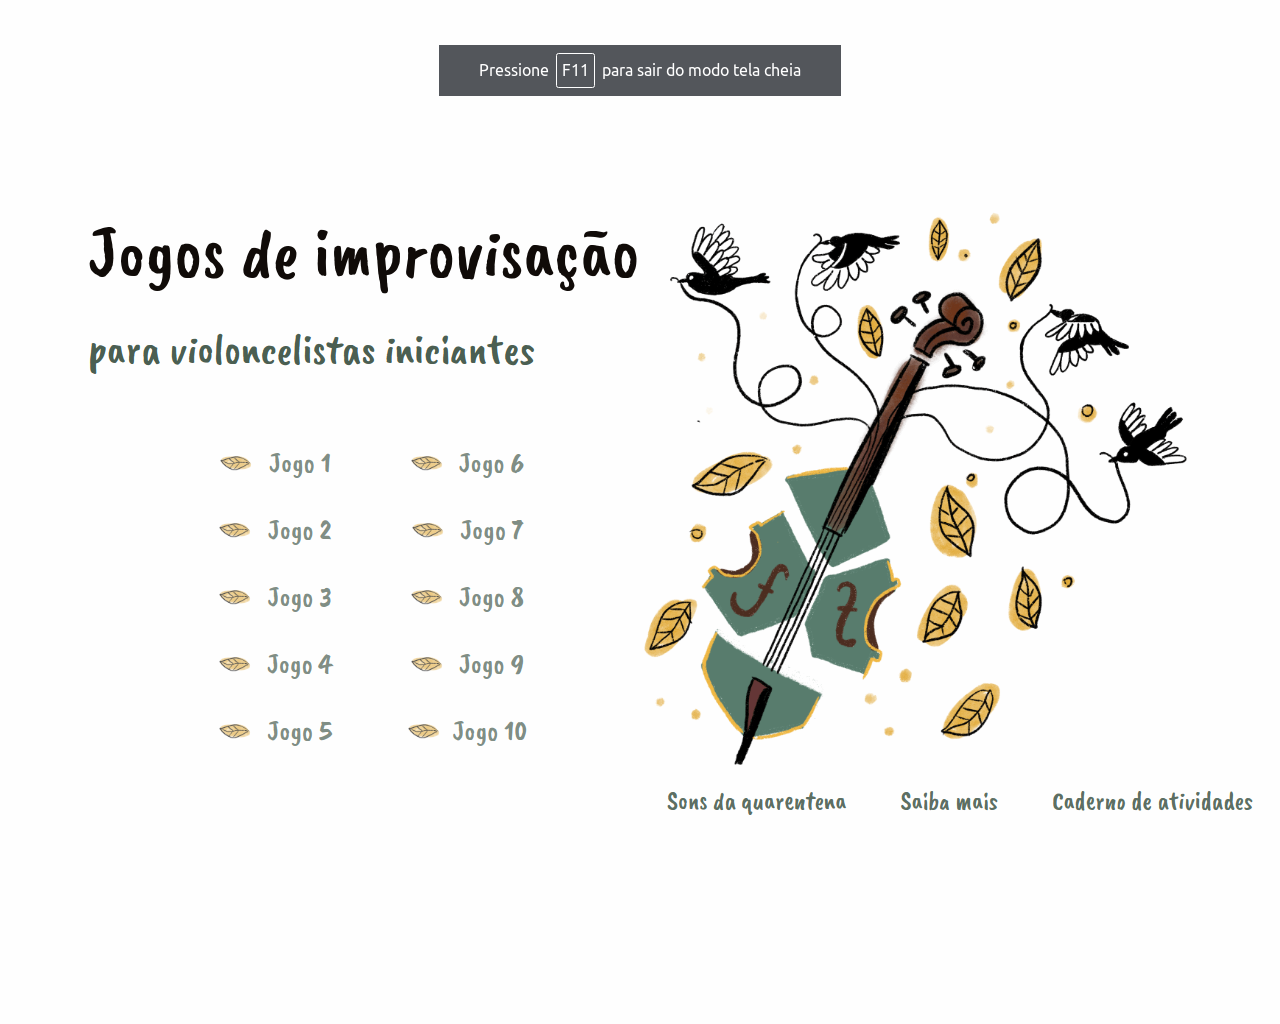 Pressione F11 para sair do modo tela cheia
Jogos de improvisação
para violoncelistas iniciantes
Jogo 1
Jogo 2
Jogo 3
Jogo 4
Jogo 5
Jogo 6
Jogo 7
Jogo 8
Jogo 9
Jogo 10
Sons da quarentena
Saiba mais
Caderno de atividades